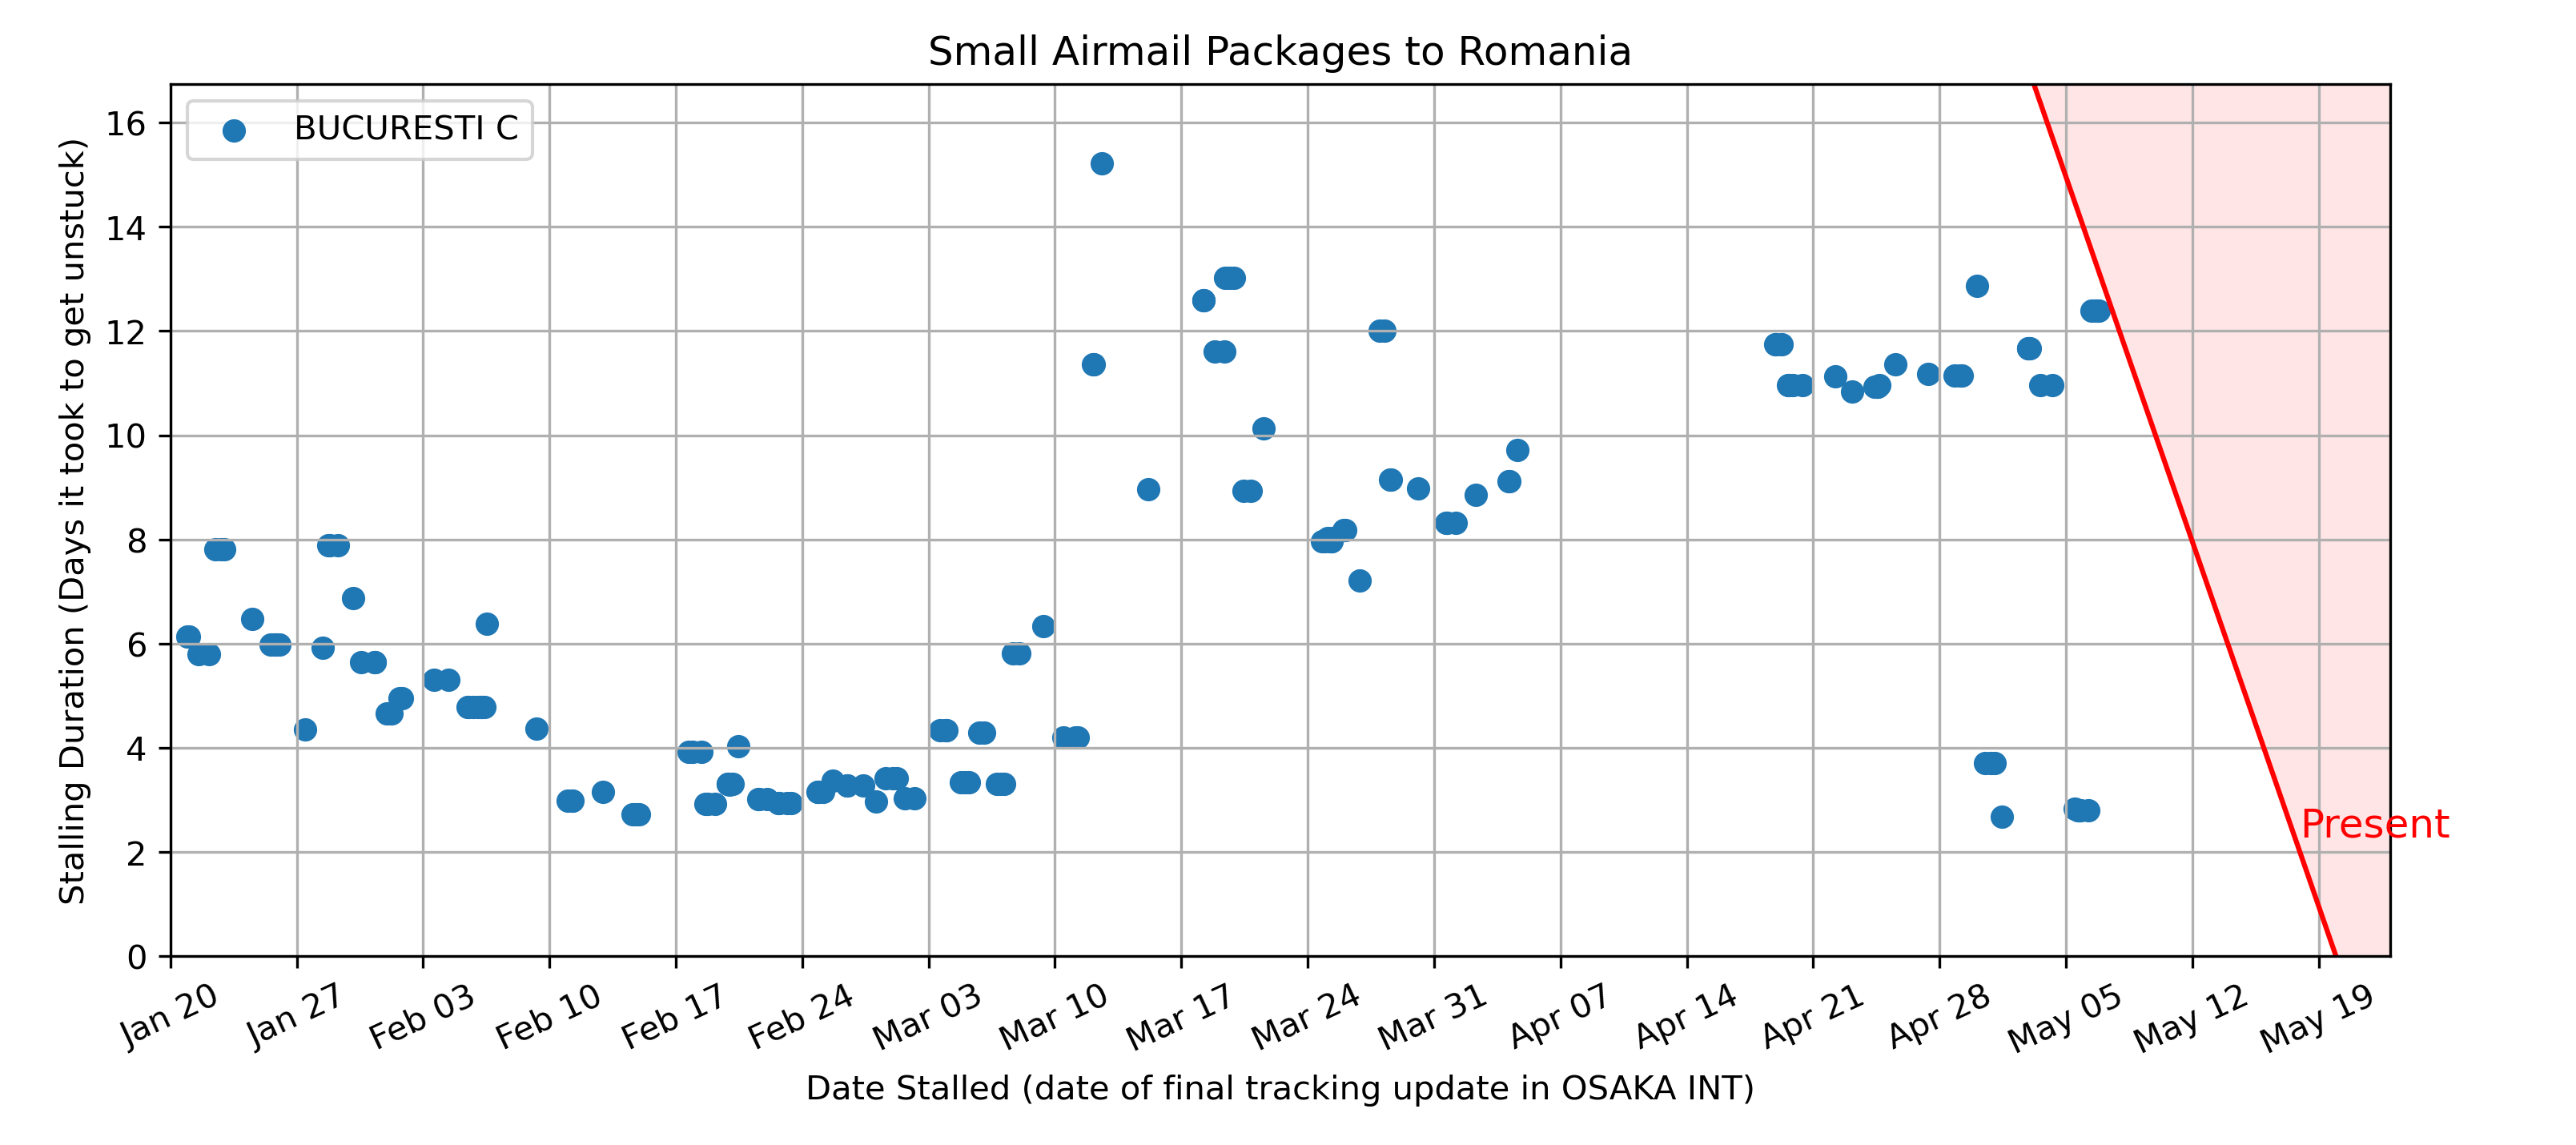 Small Airmail Packages to Romania
BUCURESTI C
Stalling Duration (Days it took to get unstuck)
16
14
12
10
8
6
4
2
0
Present
Jan 20
Jan 27
Feb 03
Feb 10
Feb 17
Feb 24
Mar 03
Mar 10
Mar 17
Mar 24
Mar 31
Apr 07
Apr 14
Apr 21
Apr 28
May 05
May 12
May 19
Date Stalled (date of final tracking update in OSAKA INT)